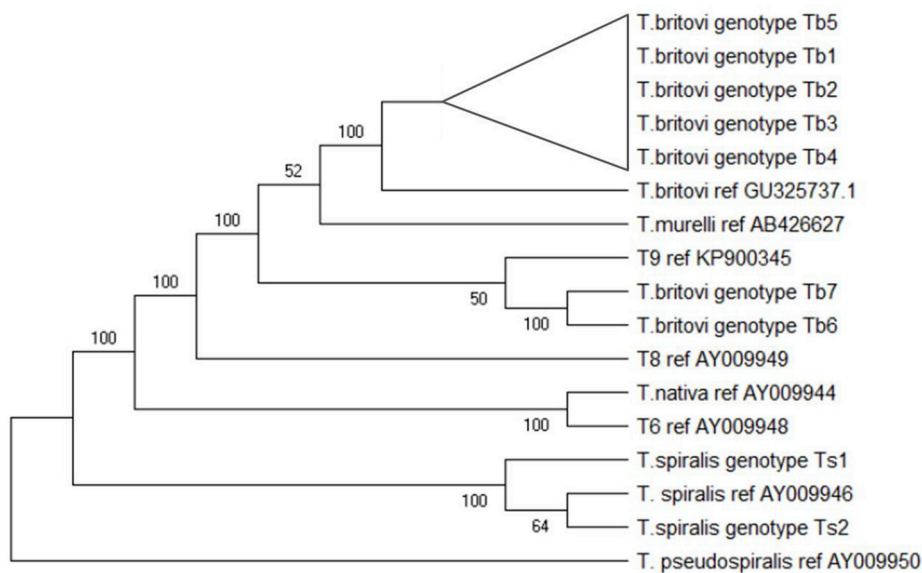 T.britovi genotype Tb5
T.britovi genotype Tb1
T.britovi genotype Tb2
T.britovi genotype Tb3
100
T.britovi genotype Tb4
52
T.britovi ref GU325737.1
100
T.murelli ref AB426627
T9 ref KP900345
100
50
T.britovi genotype Tb7
100
T.britovi genotype Tb6
100
T8 ref AY009949
T.nativa ref AY009944
100
T6 ref AY009948
T.spiralis genotype Ts1
100
T. spiralis ref AY009946
64
T.spiralis genotype Ts2
T. pseudospiralis ref AY009950